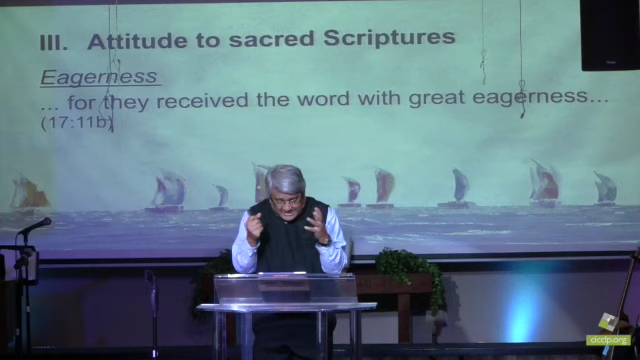 III. Attitude to sacred Scriptures
Eagerness
... for they received the word with great eagerness...
(17:11b)
cicclp.org